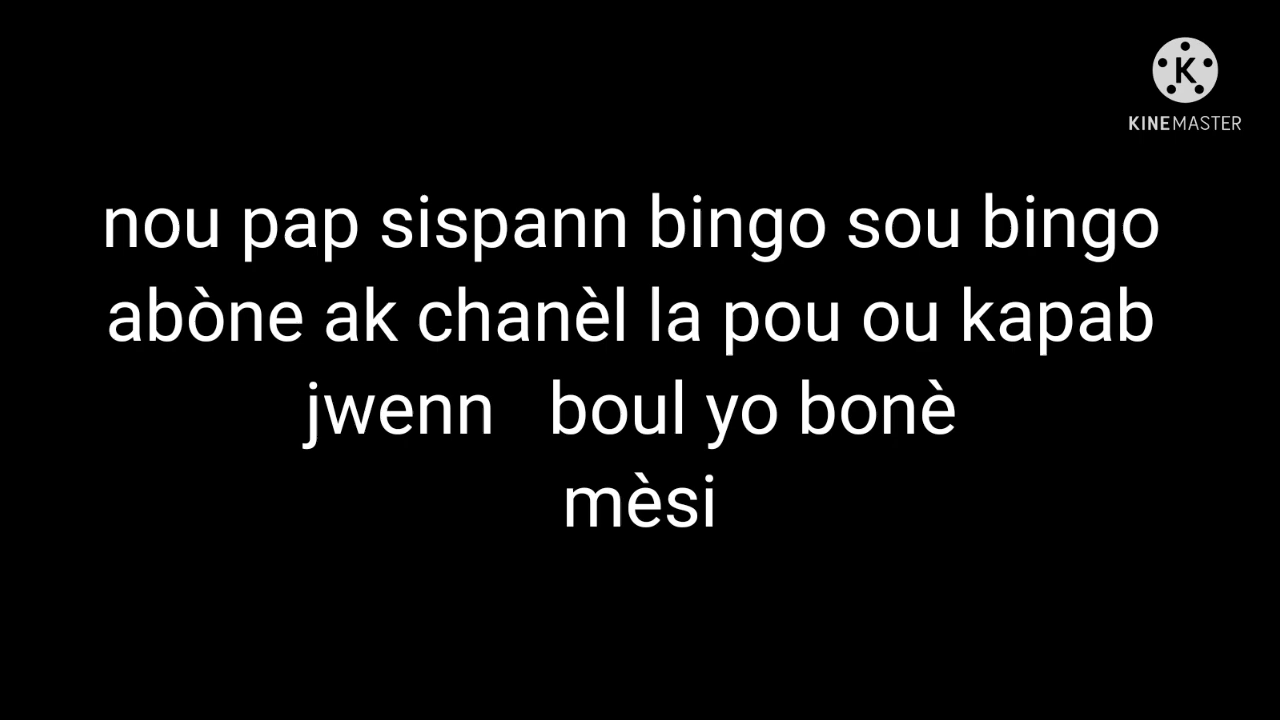 KINEMASTER
nou pap sispann bingo sou bingo
abòne ak chanèl la pou ou kapab
jwenn boul yo bonè
mèsi